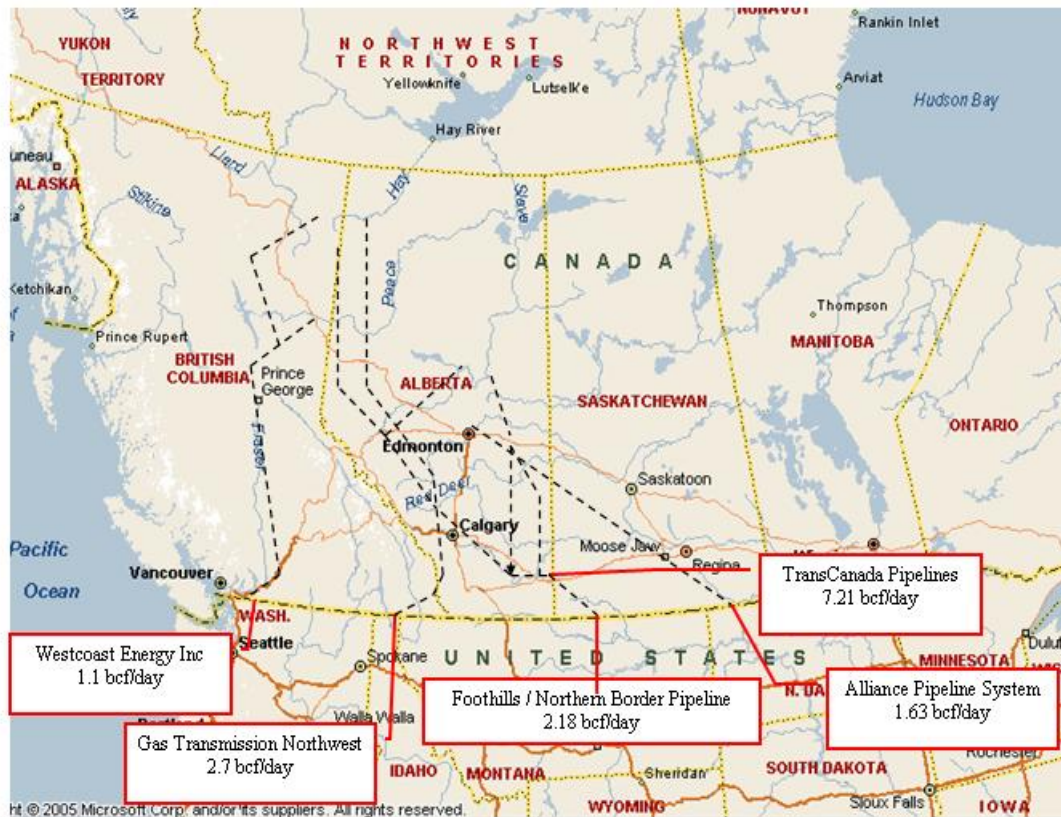 NUNAVUT
Rankin Inlet
YUKON
TERRITORY
NORTHWEST
TERRITORIES
Yellowknife
Lutselk'e
Arviat
Hudson Bay
Hay River
Liard
uneau
ALASKA
Stikine
Hay
Slave
Peace
CANADA
Ketchikan
of
Prince Rupert
Thompson
MANITOBA
BRITISH
COLUMBIA
Prince
George
ALBERTA
SASKATCHEWAN
ONTARIO
Fraser
Edmonton
Red Deer
Saskatoon
Calgary
Pacific
Ocean
Moose Jaw
Regina
Vancouver
TransCanada Pipelines
7.21 bcf/day
WASH.
Seattle
Westcoast Energy Inc
1.1 bcf/day
Spokane
UNITED STATES
MINNESOTA
Dulut
Foothills / Northern Border Pipeline
2.18 bcf/day
N. DA
Alliance Pipeline System
1.63 bcf/day
Walla Walla
Gas Transmission Northwest
2.7 bcf/day
IDAHO
MONTANA
Sheridan
SOUTH DAKOTA
Rochester
WYOMING
Sioux Falls
IOWA
ht © 2005 Microsoft Corp. and/or its suppliers. All rights reserved.